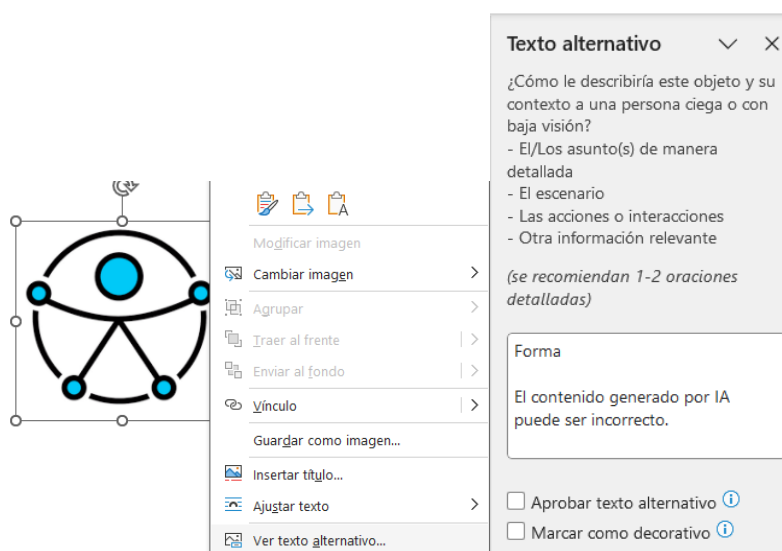 Modificar imagen
Cambiar imagen
Agrupar
Traer al frente
Enviar al fondo
Vínculo
Guardar como imagen...
Insertar título...
Ajustar texto
Ver texto alternativo...
Texto alternativo
¿Cómo le describiría este objeto y su
contexto a una persona ciega o con
baja visión?
- El/Los asunto(s) de manera
detallada
- El escenario
- Las acciones o interacciones
- Otra información relevante
(se recomiendan 1-2 oraciones
detalladas)
Forma
El contenido generado por IA
puede ser incorrecto.
Aprobar texto alternativo
Marcar como decorativo